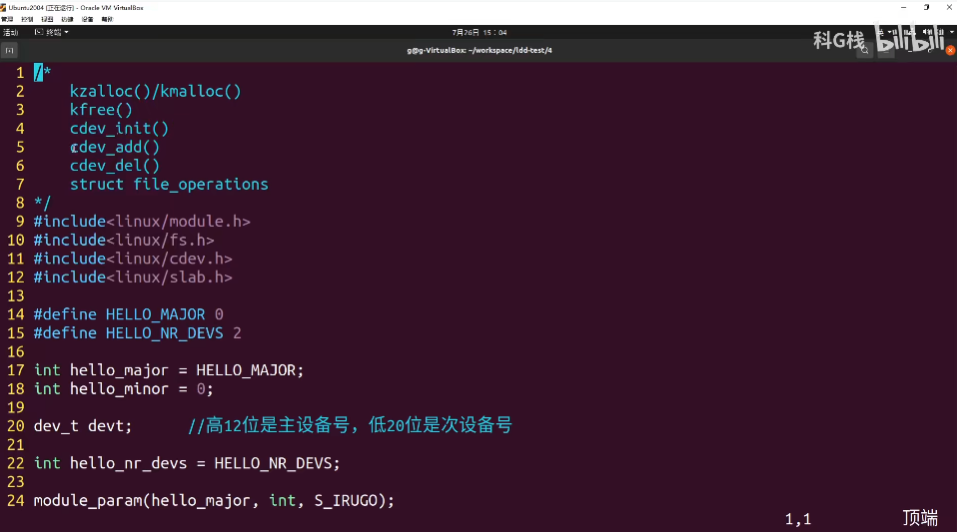 Ubuntu2004 [正在运行] - Oracle VM VirtualBox
管理 控制 视图 热键 设备 帮助
活动 终端 7月26日 15:04
g@g-VirtualBox: ~/workspace/ldd-test/4
科G栈 bilibili
1 /*
2 kzalloc()/kmalloc()
3 kfree()
4 cdev_init()
5 cdev_add()
6 cdev_del()
7 struct file_operations
8 */
9 #include<linux/module.h>
10 #include<linux/fs.h>
11 #include<linux/cdev.h>
12 #include<linux/slab.h>
13
14 #define HELLO_MAJOR 0
15 #define HELLO_NR_DEVS 2
16
17 int hello_major = HELLO_MAJOR;
18 int hello_minor = 0;
19
20 dev_t devt; //高12位是主设备号，低20位是次设备号
21
22 int hello_nr_devs = HELLO_NR_DEVS;
23
24 module_param(hello_major, int, S_IRUGO);
1,1 顶端